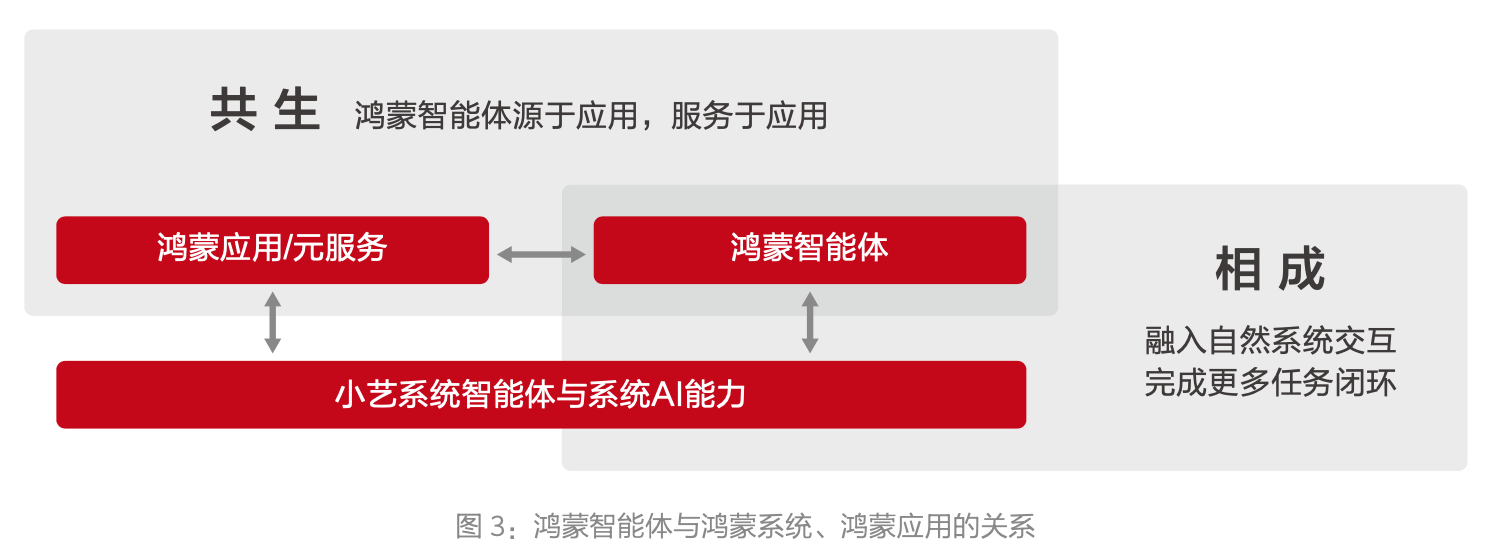 共生 鸿蒙智能体源于应用，服务于应用
鸿蒙应用/元服务
鸿蒙智能体
相成
融入自然系统交互
完成更多任务闭环
小艺系统智能体与系统AI能力
图 3：鸿蒙智能体与鸿蒙系统、鸿蒙应用的关系